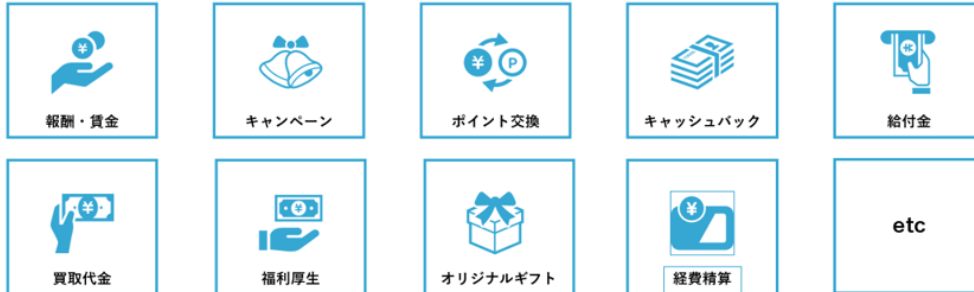 ¥
報酬・賃金
キャンペーン
¥ P
ポイント交換
キャッシュバック
¥
給付金
¥
買取代金
¥
福利厚生
オリジナルギフト
¥
経費精算
etc